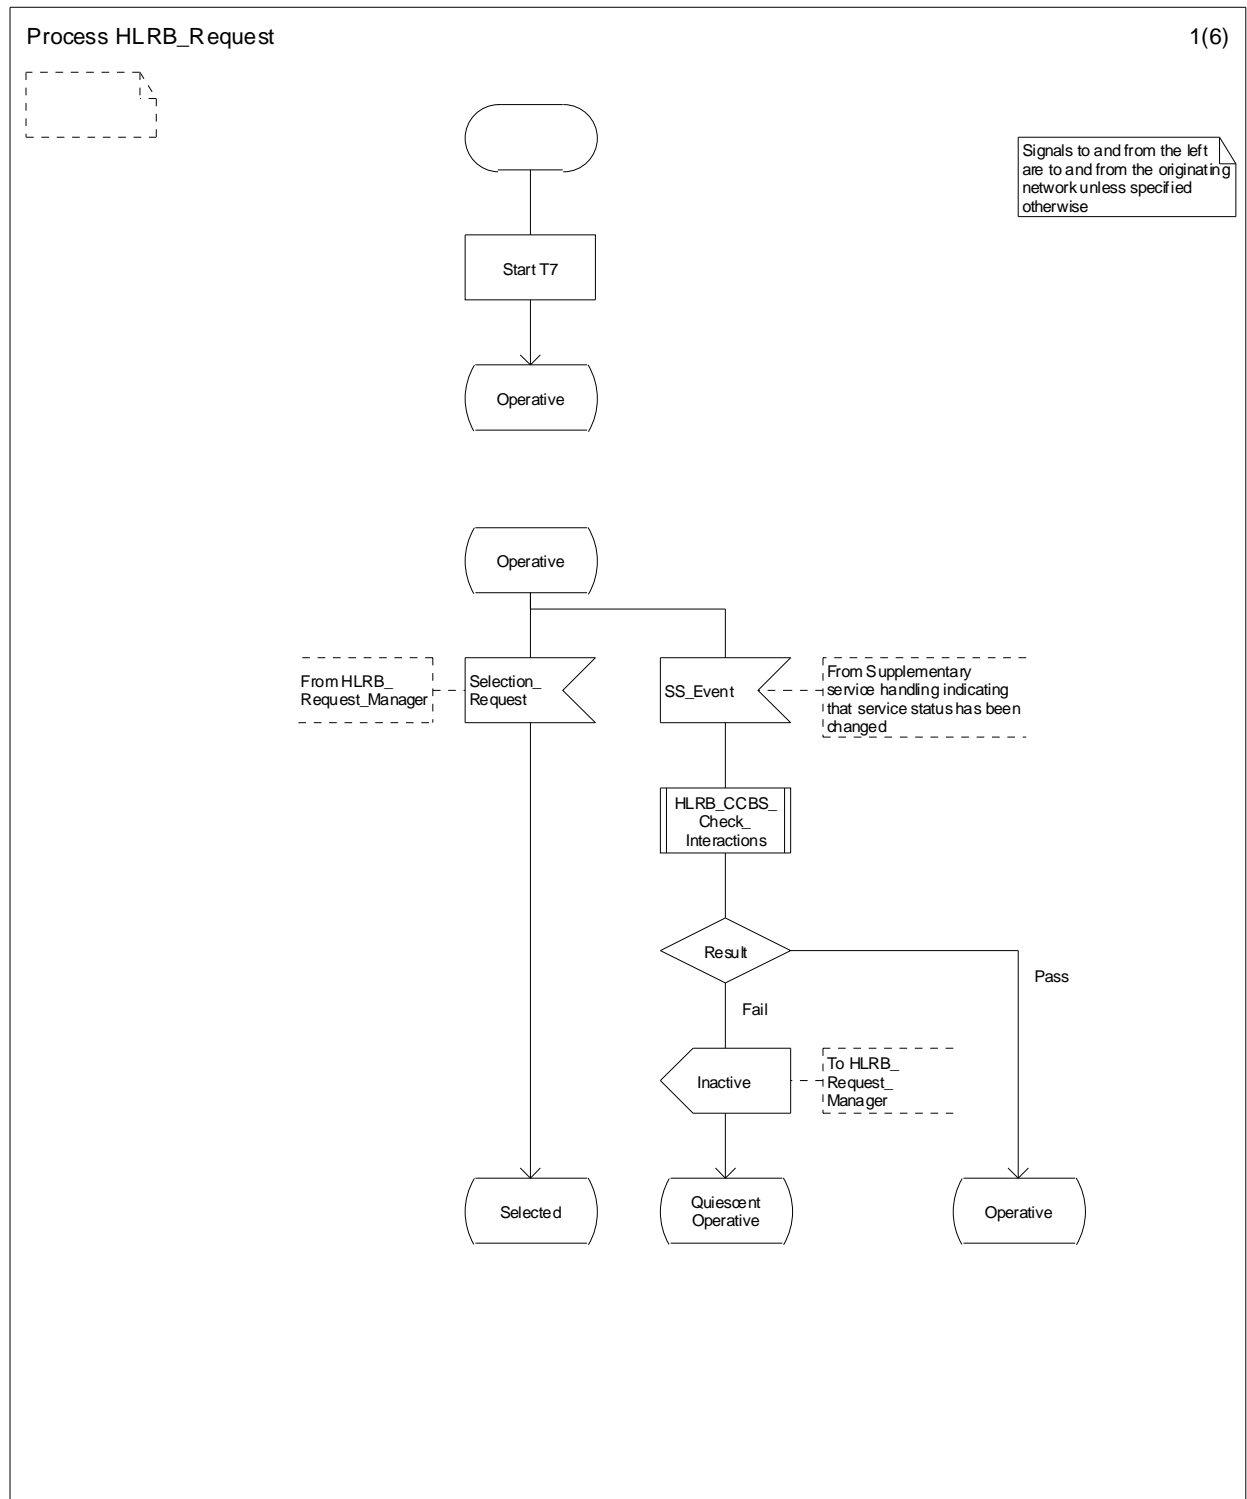 Process HLRB_Request
1(6)
Signals to and from the left
are to and from the originating
network unless specified
otherwise
Start T7
Operative
Operative
From HLRB_
Request_Manager
Selection_
Request
SS_Event
From Supplementary
service handling indicating
that service status has been
changed
HLRB_CCBS_
Check_
Interactions
Result
Pass
Fail
Inactive
To HLRB_
Request_
Manager
Selected
Quiescent
Operative
Operative